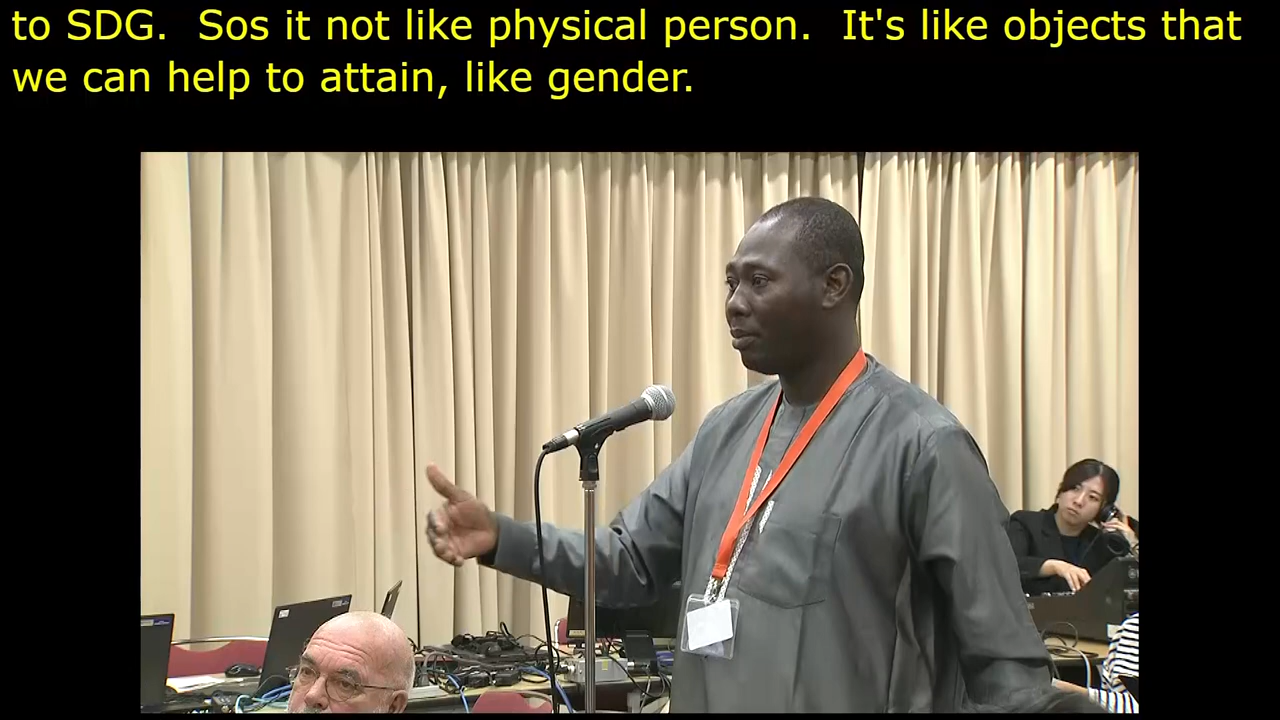 to SDG.  Sos it not like physical person.  It's like objects that
we can help to attain, like gender.